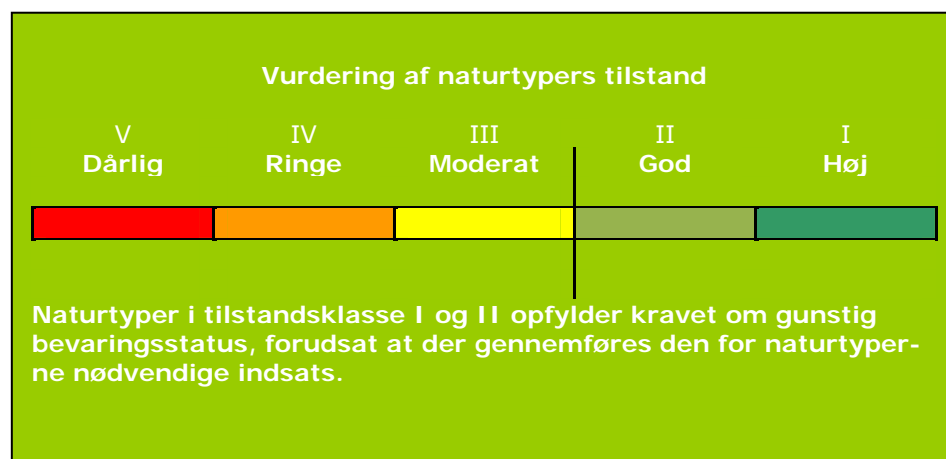 Vurdering af naturtypers tilstand
V IV III II I
Dårlig Ringe Moderat God Høj
Naturtyper i tilstandsklasse I og II opfylder kravet om gunstig
bevaringsstatus, forudsat at der gennemføres den for naturtyper-
ne nødvendige indsats.